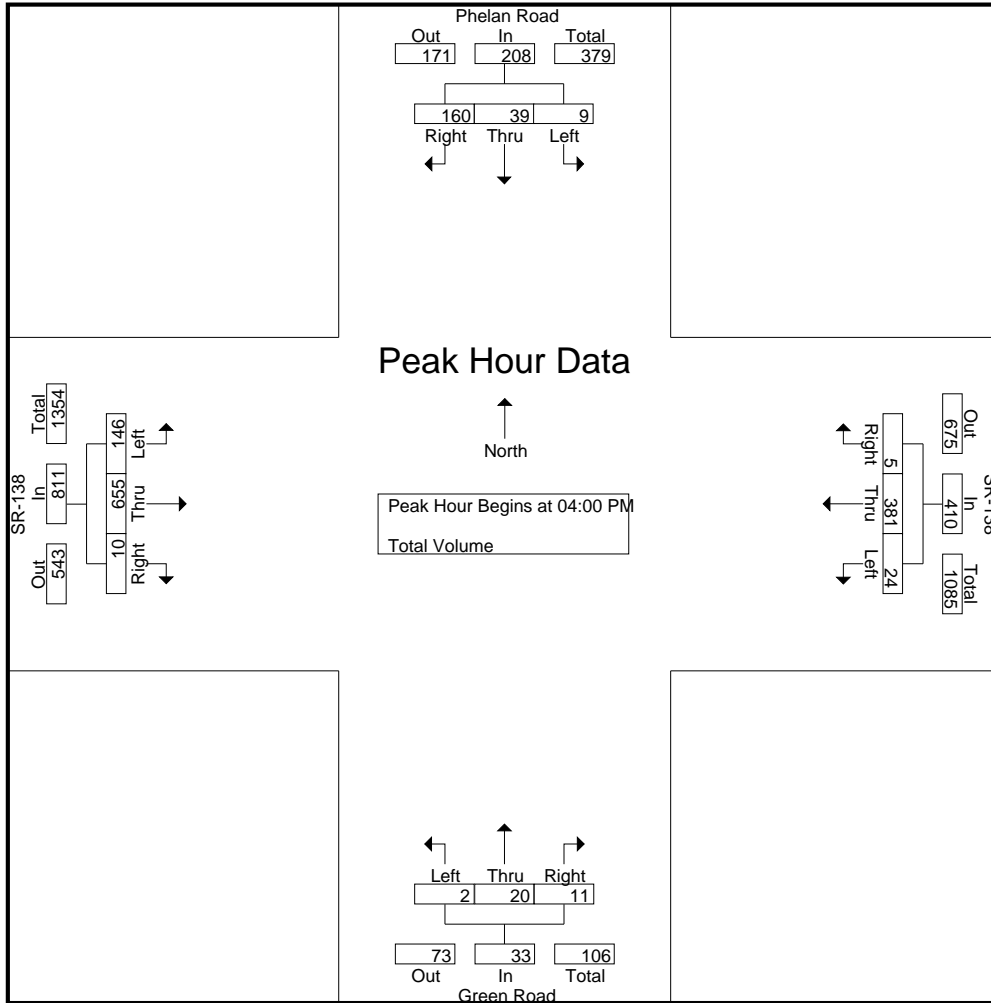 Phelan Road
Out In Total
171 208 379
160 39 9
Right Thru Left
Peak Hour Data
North
Peak Hour Begins at 04:00 PM
Total Volume
SR-138
Total In Out
1354 811 543
146 655 10
Left Thru Right
SR-138
Out In Total
675 410 1085
5 381 24
Right Thru Left
Left Thru Right
2 20 11
73 33 106
Out In Total
Green Road